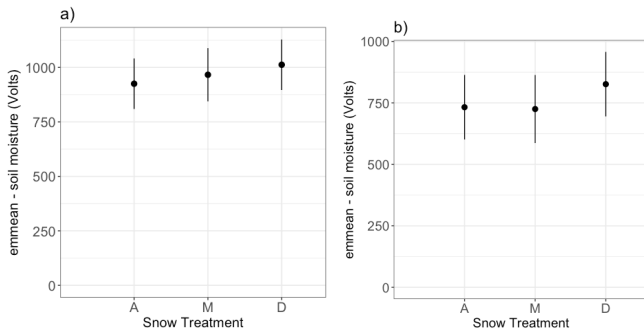 a)
emmean - soil moisture (Volts)
1000
750
500
250
0
A M D
Snow Treatment
b)
emmean - soil moisture (Volts)
1000
750
500
250
0
A M D
Snow Treatment